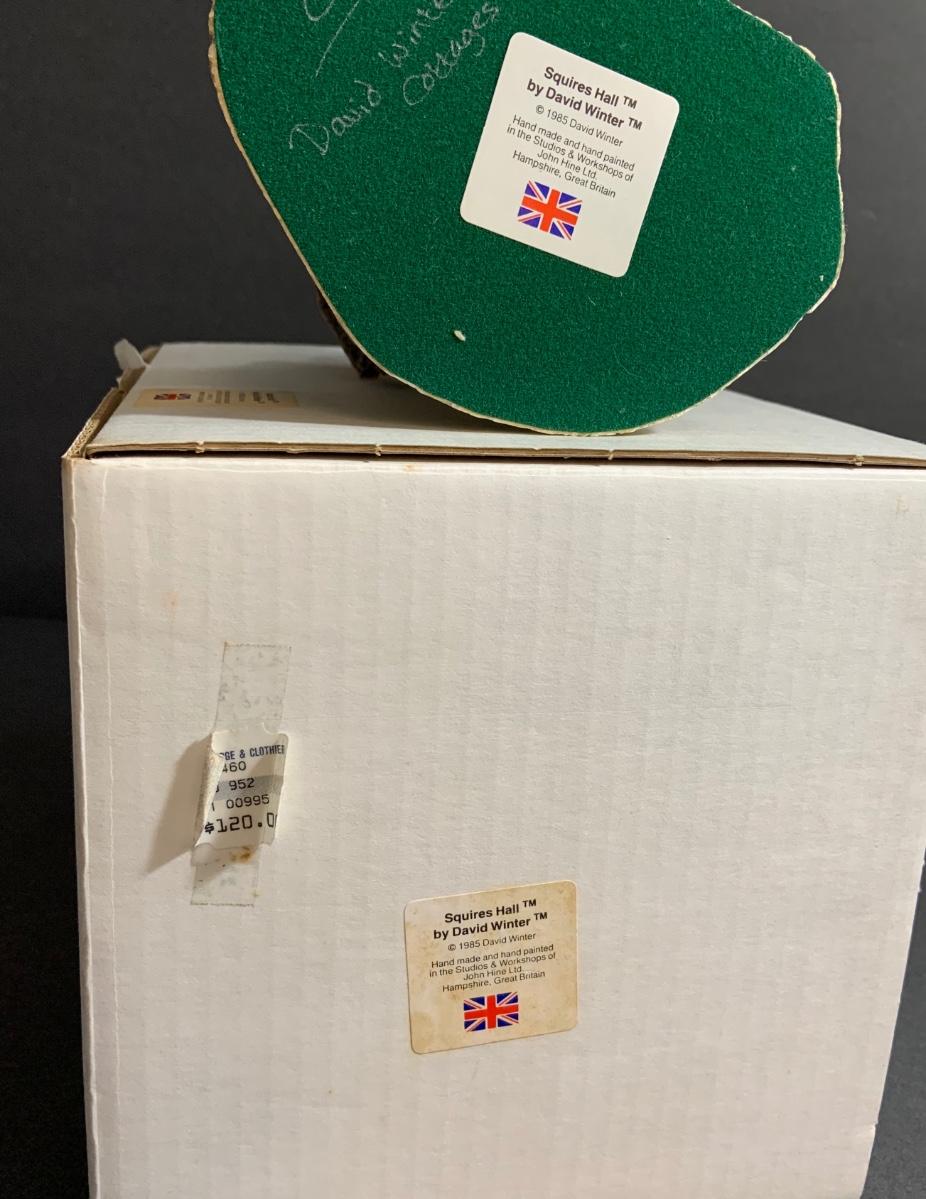 David Winte
Cottages
Squires Hall ™
by David Winter ™
© 1985 David Winter
Hand made and hand painted
in the Studios & Workshops of
John Hine Ltd.
Hampshire, Great Britain
GE & CLOTHIE
460
952
00995
$120.0
Squires Hall ™
by David Winter ™
© 1985 David Winter
Hand made and hand painted
in the Studios & Workshops of
John Hine Ltd.
Hampshire, Great Britain